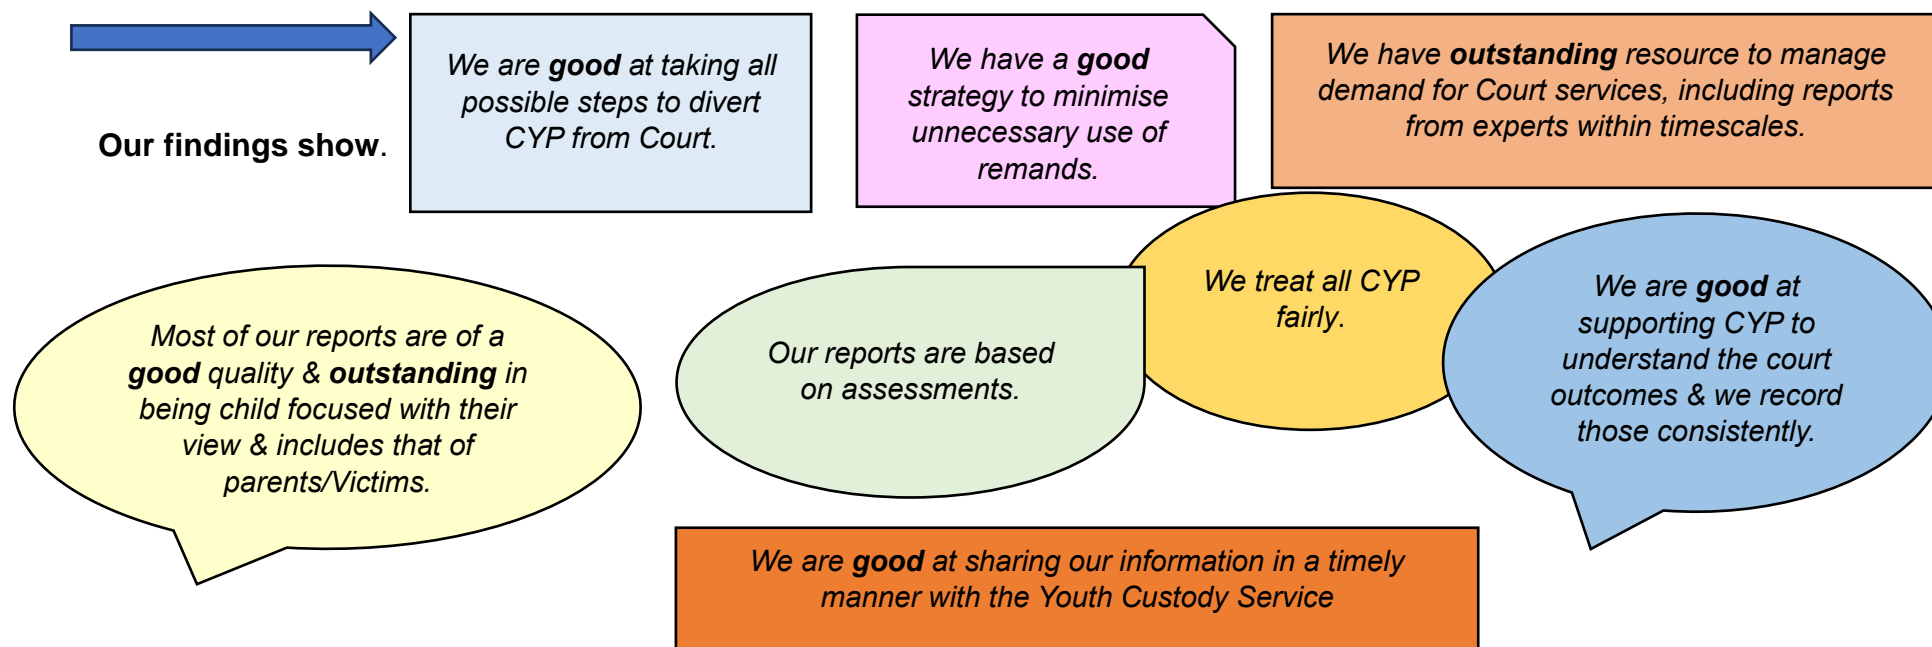 Our findings show.
We are good at taking all
possible steps to divert
CYP from Court.
We have a good
strategy to minimise
unnecessary use of
remands.
We have outstanding resource to manage
demand for Court services, including reports
from experts within timescales.
Most of our reports are of a
good quality & outstanding in
being child focused with their
view & includes that of
parents/Victims.
Our reports are based
on assessments.
We treat all CYP
fairly.
We are good at
supporting CYP to
understand the court
outcomes & we record
those consistently.
We are good at sharing our information in a timely
manner with the Youth Custody Service